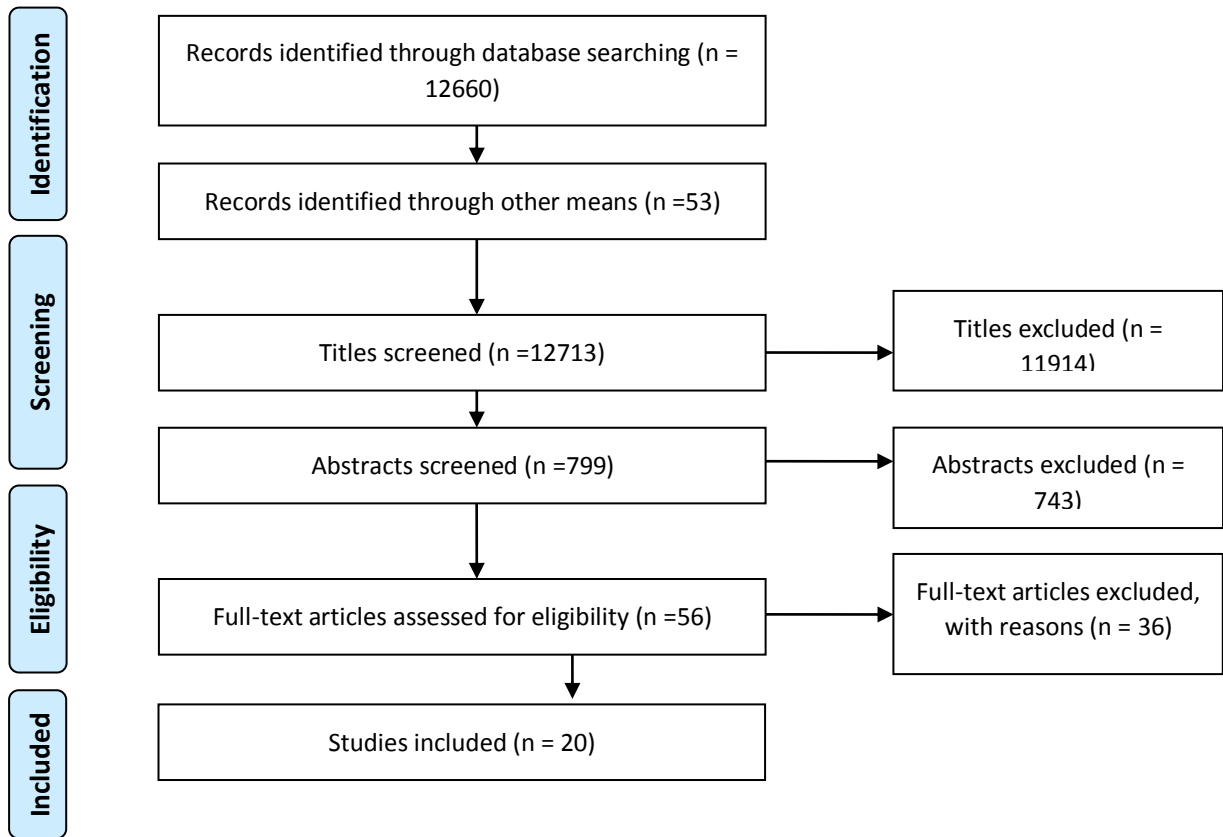 Identification
Records identified through database searching (n =
12660)
Records identified through other means (n =53)
Screening
Titles screened (n =12713)
Titles excluded (n =
11914)
Abstracts screened (n =799)
Abstracts excluded (n =
743)
Eligibility
Full-text articles assessed for eligibility (n =56)
Full-text articles excluded,
with reasons (n = 36)
Included
Studies included (n = 20)